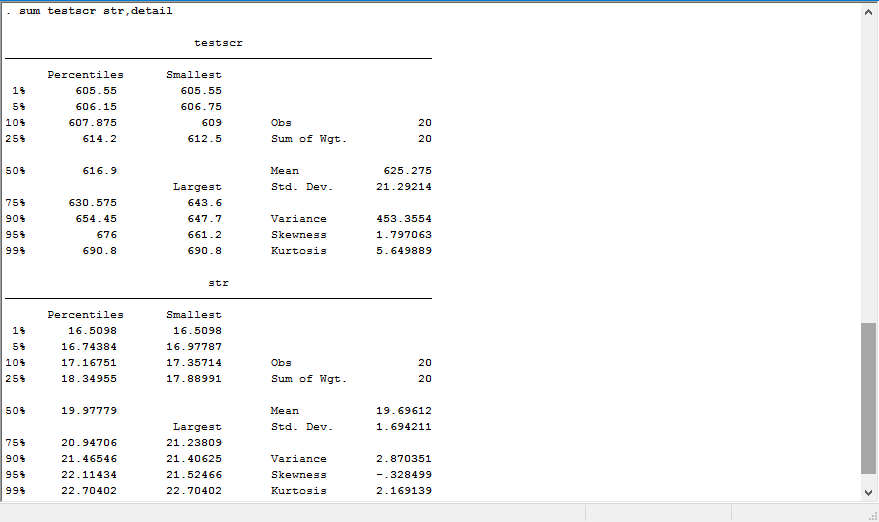 . sum testscr str,detail
testscr
Percentiles Smallest
1% 605.55 605.55
5% 606.15 606.75
10% 607.875 609 Obs 20
25% 614.2 612.5 Sum of Wgt. 20
50% 616.9 Mean 625.275
Largest Std. Dev. 21.29214
75% 630.575 643.6
90% 654.45 647.7 Variance 453.3554
95% 676 661.2 Skewness 1.797063
99% 690.8 690.8 Kurtosis 5.649889
str
Percentiles Smallest
1% 16.5098 16.5098
5% 16.74384 16.97787
10% 17.16751 17.35714 Obs 20
25% 18.34955 17.88991 Sum of Wgt. 20
50% 19.97779 Mean 19.69612
Largest Std. Dev. 1.694211
75% 20.94706 21.23809
90% 21.46546 21.40625 Variance 2.870351
95% 22.11434 21.52466 Skewness -.328499
99% 22.70402 22.70402 Kurtosis 2.169139